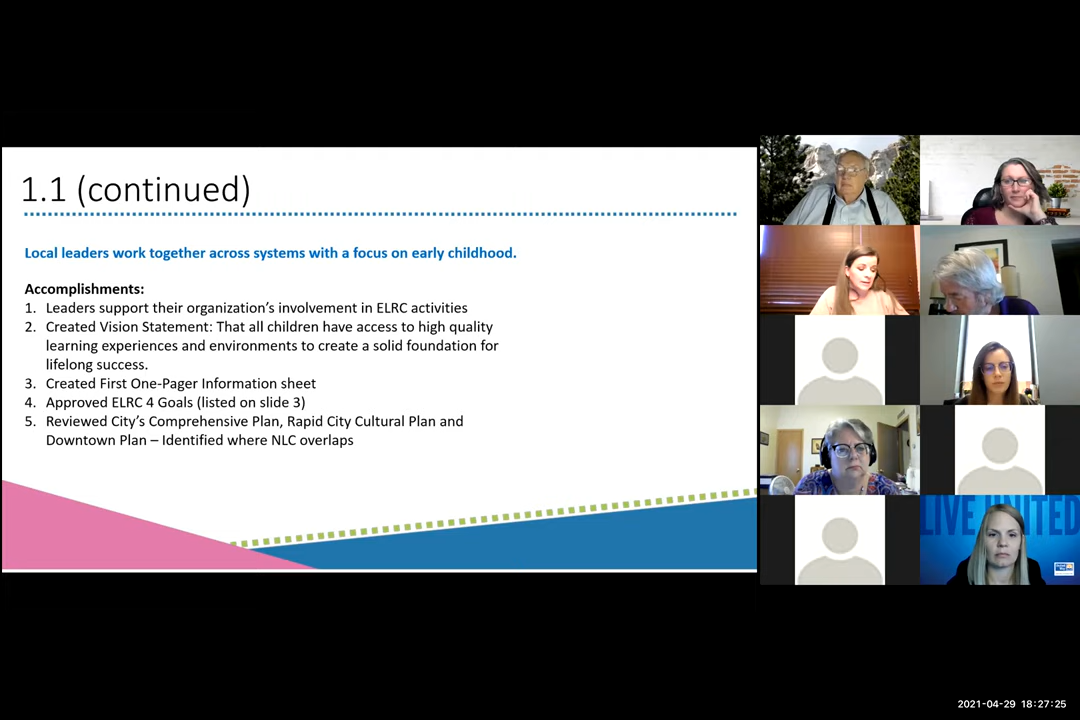 1.1 (continued)
Local leaders work together across systems with a focus on early childhood.
Accomplishments:
1. Leaders support their organization’s involvement in ELRC activities
2. Created Vision Statement: That all children have access to high quality
learning experiences and environments to create a solid foundation for
lifelong success.
3. Created First One-Pager Information sheet
4. Approved ELRC 4 Goals (listed on slide 3)
5. Reviewed City’s Comprehensive Plan, Rapid City Cultural Plan and
Downtown Plan – Identified where NLC overlaps
LIVE UNITED
2021-04-29 18:27:25